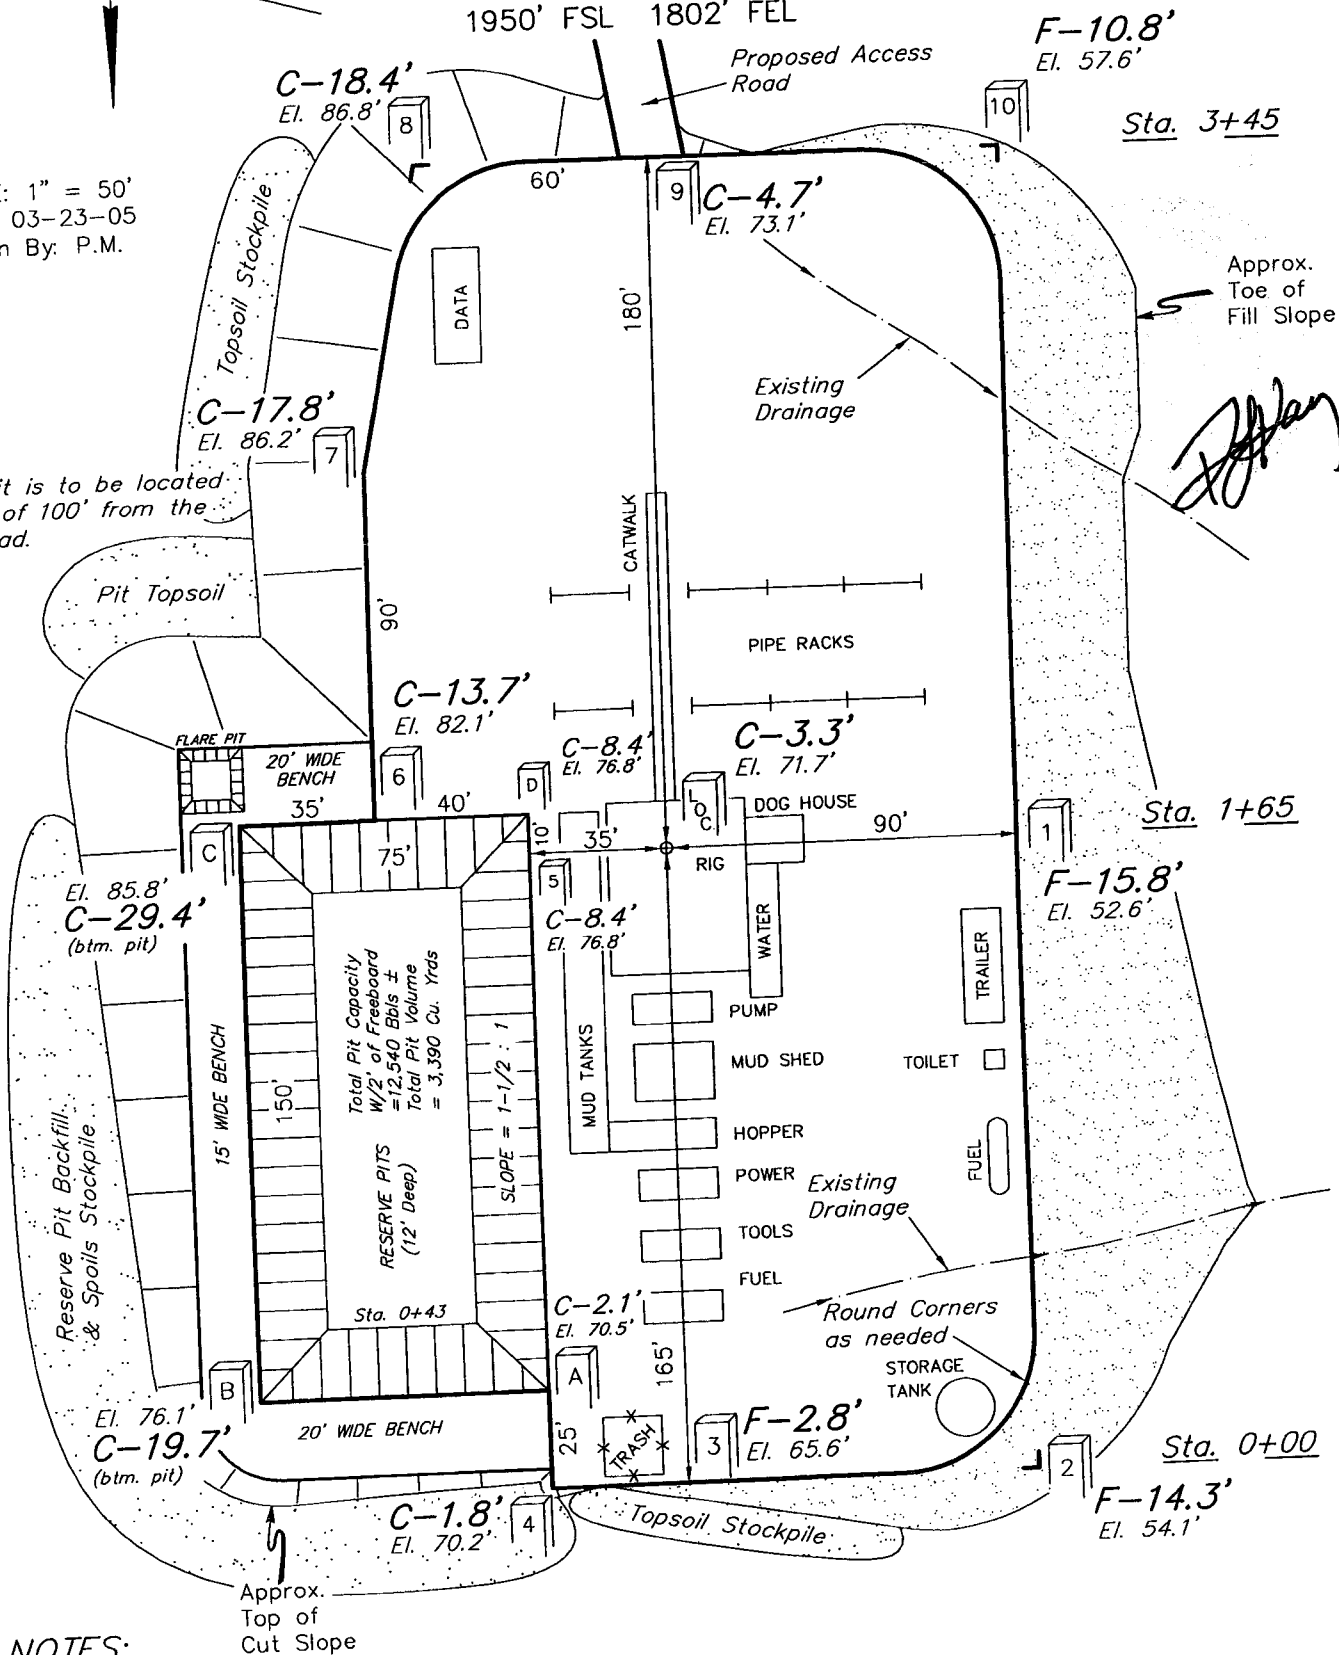 1950' FSL 1802' FEL
F-10.8'
El. 57.6'
Proposed Access
Road
C-18.4'
El. 86.8'
8
10
Sta. 3+45
60'
9
C-4.7'
El. 73.1'
1" = 50'
03-23-05
By: P.M.
Topsoil Stockpile
DATA
180'
Approx.
Toe of
Fill Slope
Existing
Drainage
C-17.8'
El. 86.2'
7
is to be located
of 100' from the
CATWALK
Pit Topsoil
90'
PIPE RACKS
C-13.7'
El. 82.1'
C-8.4'
El. 76.8'
C-3.3'
El. 71.7'
FLARE PIT
20' WIDE
BENCH
6
D
LOC.
DOG HOUSE
Sta. 1+65
35'
40'
10'
35'
90'
1
C
75'
RIG
5
El. 85.8'
C-29.4'
(btm. pit)
C-8.4'
El. 76.8'
F-15.8'
El. 52.6'
WATER
TRAILER
Total Pit Capacity
W/2' of Freeboard
=12,540 Bbls ±
Total Pit Volume
= 3,390 Cu. Yrds
PUMP
15' WIDE BENCH
150'
SLOPE = 1-1/2 : 1
MUD TANKS
MUD SHED
TOILET
HOPPER
RESERVE PITS
(12' Deep)
POWER
FUEL
Existing
Drainage
Reserve Pit Backfill
& Spoils Stockpile
TOOLS
FUEL
Sta. 0+43
C-2.1'
El. 70.5'
Round Corners
as needed
165'
STORAGE
TANK
B
A
El. 76.1'
C-19.7'
(btm. pit)
20' WIDE BENCH
25'
TRASH
3
F-2.8'
El. 65.6'
2
Sta. 0+00
F-14.3'
El. 54.1'
C-1.8'
El. 70.2'
4
Topsoil Stockpile
Approx.
Top of
Cut Slope
NOTES: